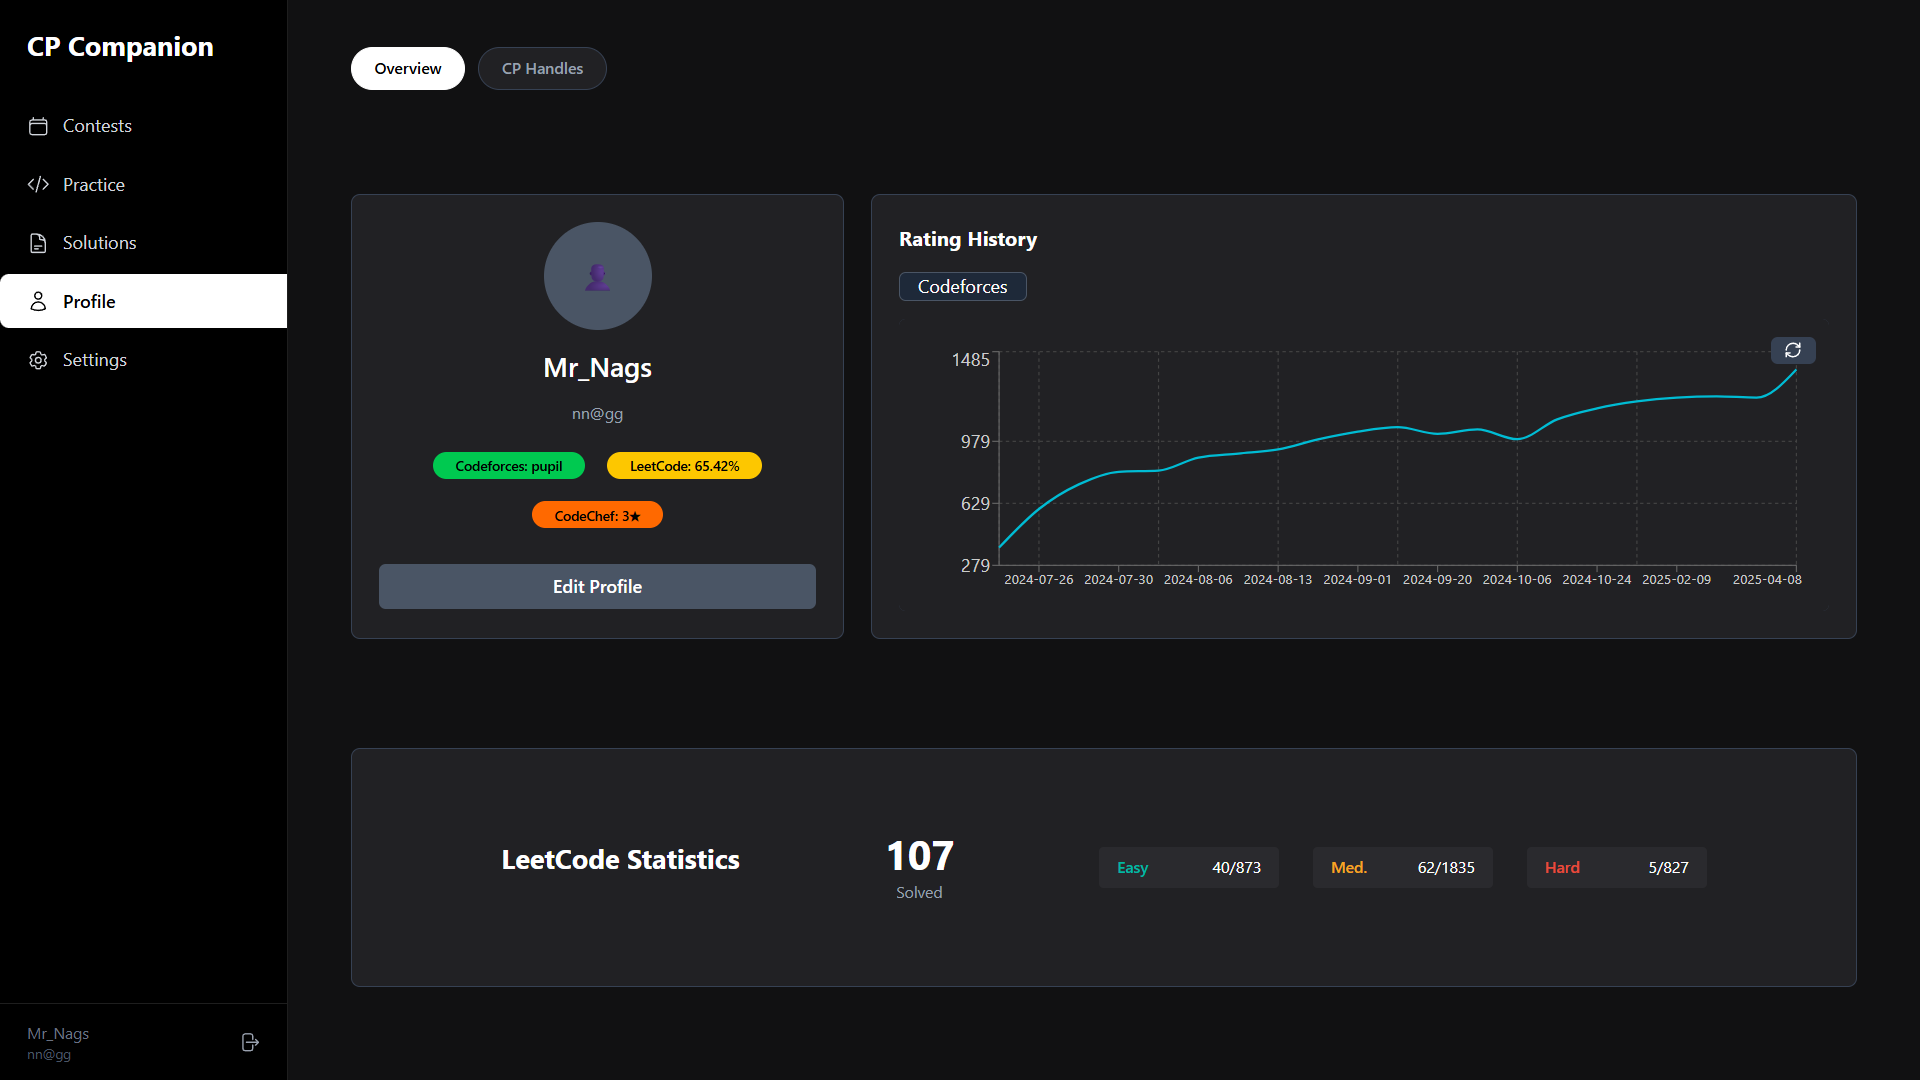 CP Companion
Contests
Practice
Solutions
Profile
Settings
Mr_Nags
nn@gg
Overview
CP Handles
Mr_Nags
nn@gg
Codeforces: pupil
LeetCode: 65.42%
CodeChef: 3★
Edit Profile
Rating History
Codeforces
1485
979
629
279
2024-07-26 2024-07-30 2024-08-06 2024-08-13 2024-09-01 2024-09-20 2024-10-06 2024-10-24 2025-02-09 2025-04-08
LeetCode Statistics
107
Solved
Easy 40/873
Med. 62/1835
Hard 5/827